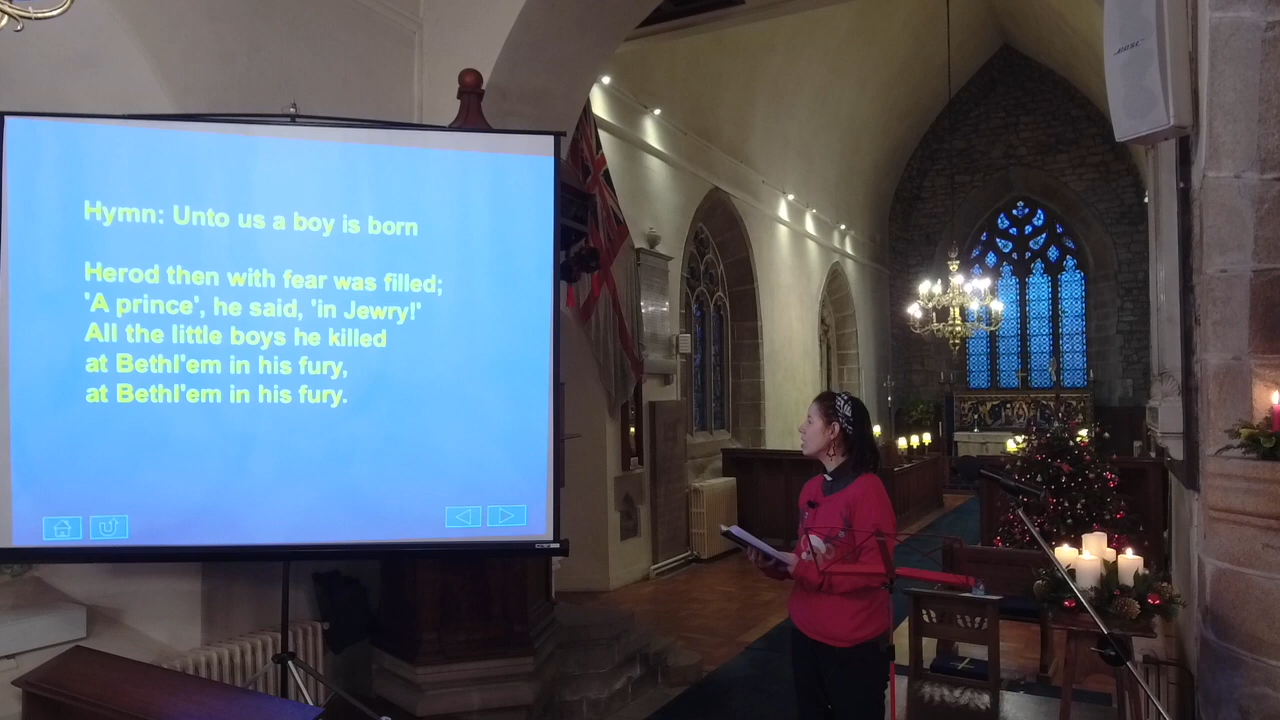 Hymn: Unto us a boy is born
Herod then with fear was filled;
'A prince', he said, 'in Jewry!'
All the little boys he killed
at Bethl'em in his fury,
at Bethl'em in his fury.
BOSE